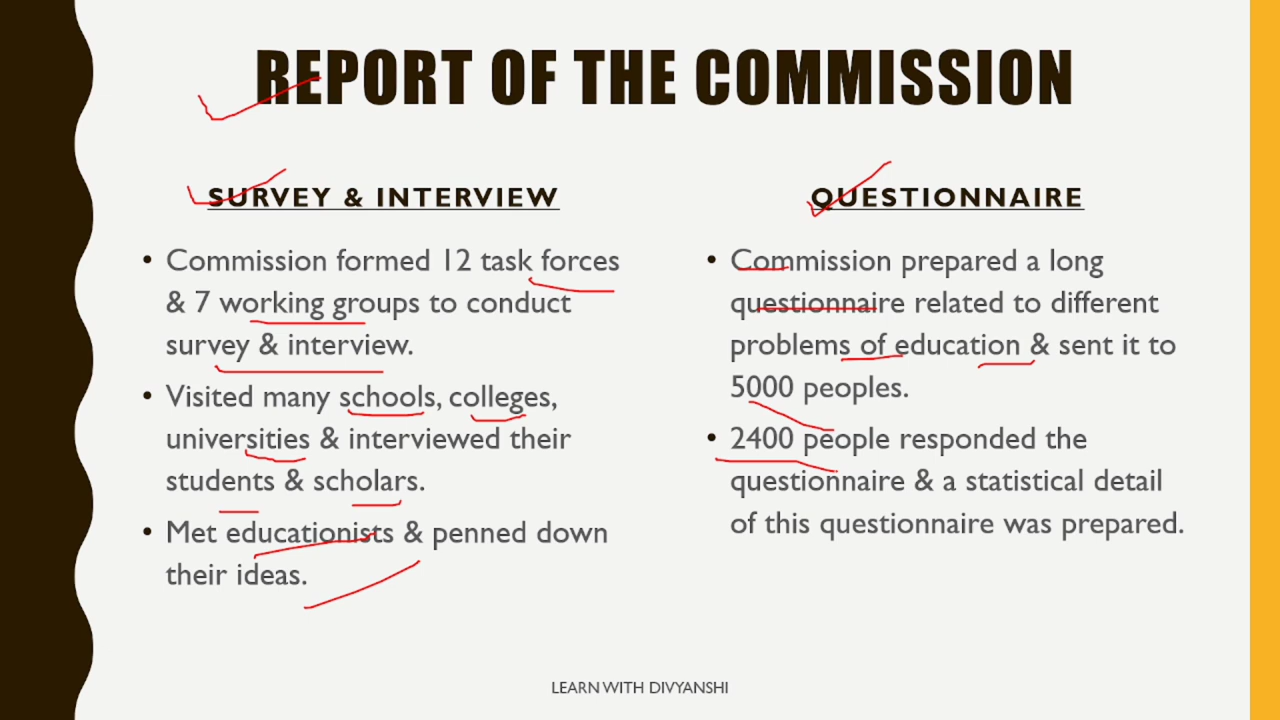 REPORT OF THE COMMISSION
SURVEY & INTERVIEW
• Commission formed 12 task forces
& 7 working groups to conduct
survey & interview.
• Visited many schools, colleges,
universities & interviewed their
students & scholars.
• Met educationists & penned down
their ideas.
QUESTIONNAIRE
• Commission prepared a long
questionnaire related to different
problems of education & sent it to
5000 peoples.
• 2400 people responded the
questionnaire & a statistical detail
of this questionnaire was prepared.
LEARN WITH DIVYANSHI